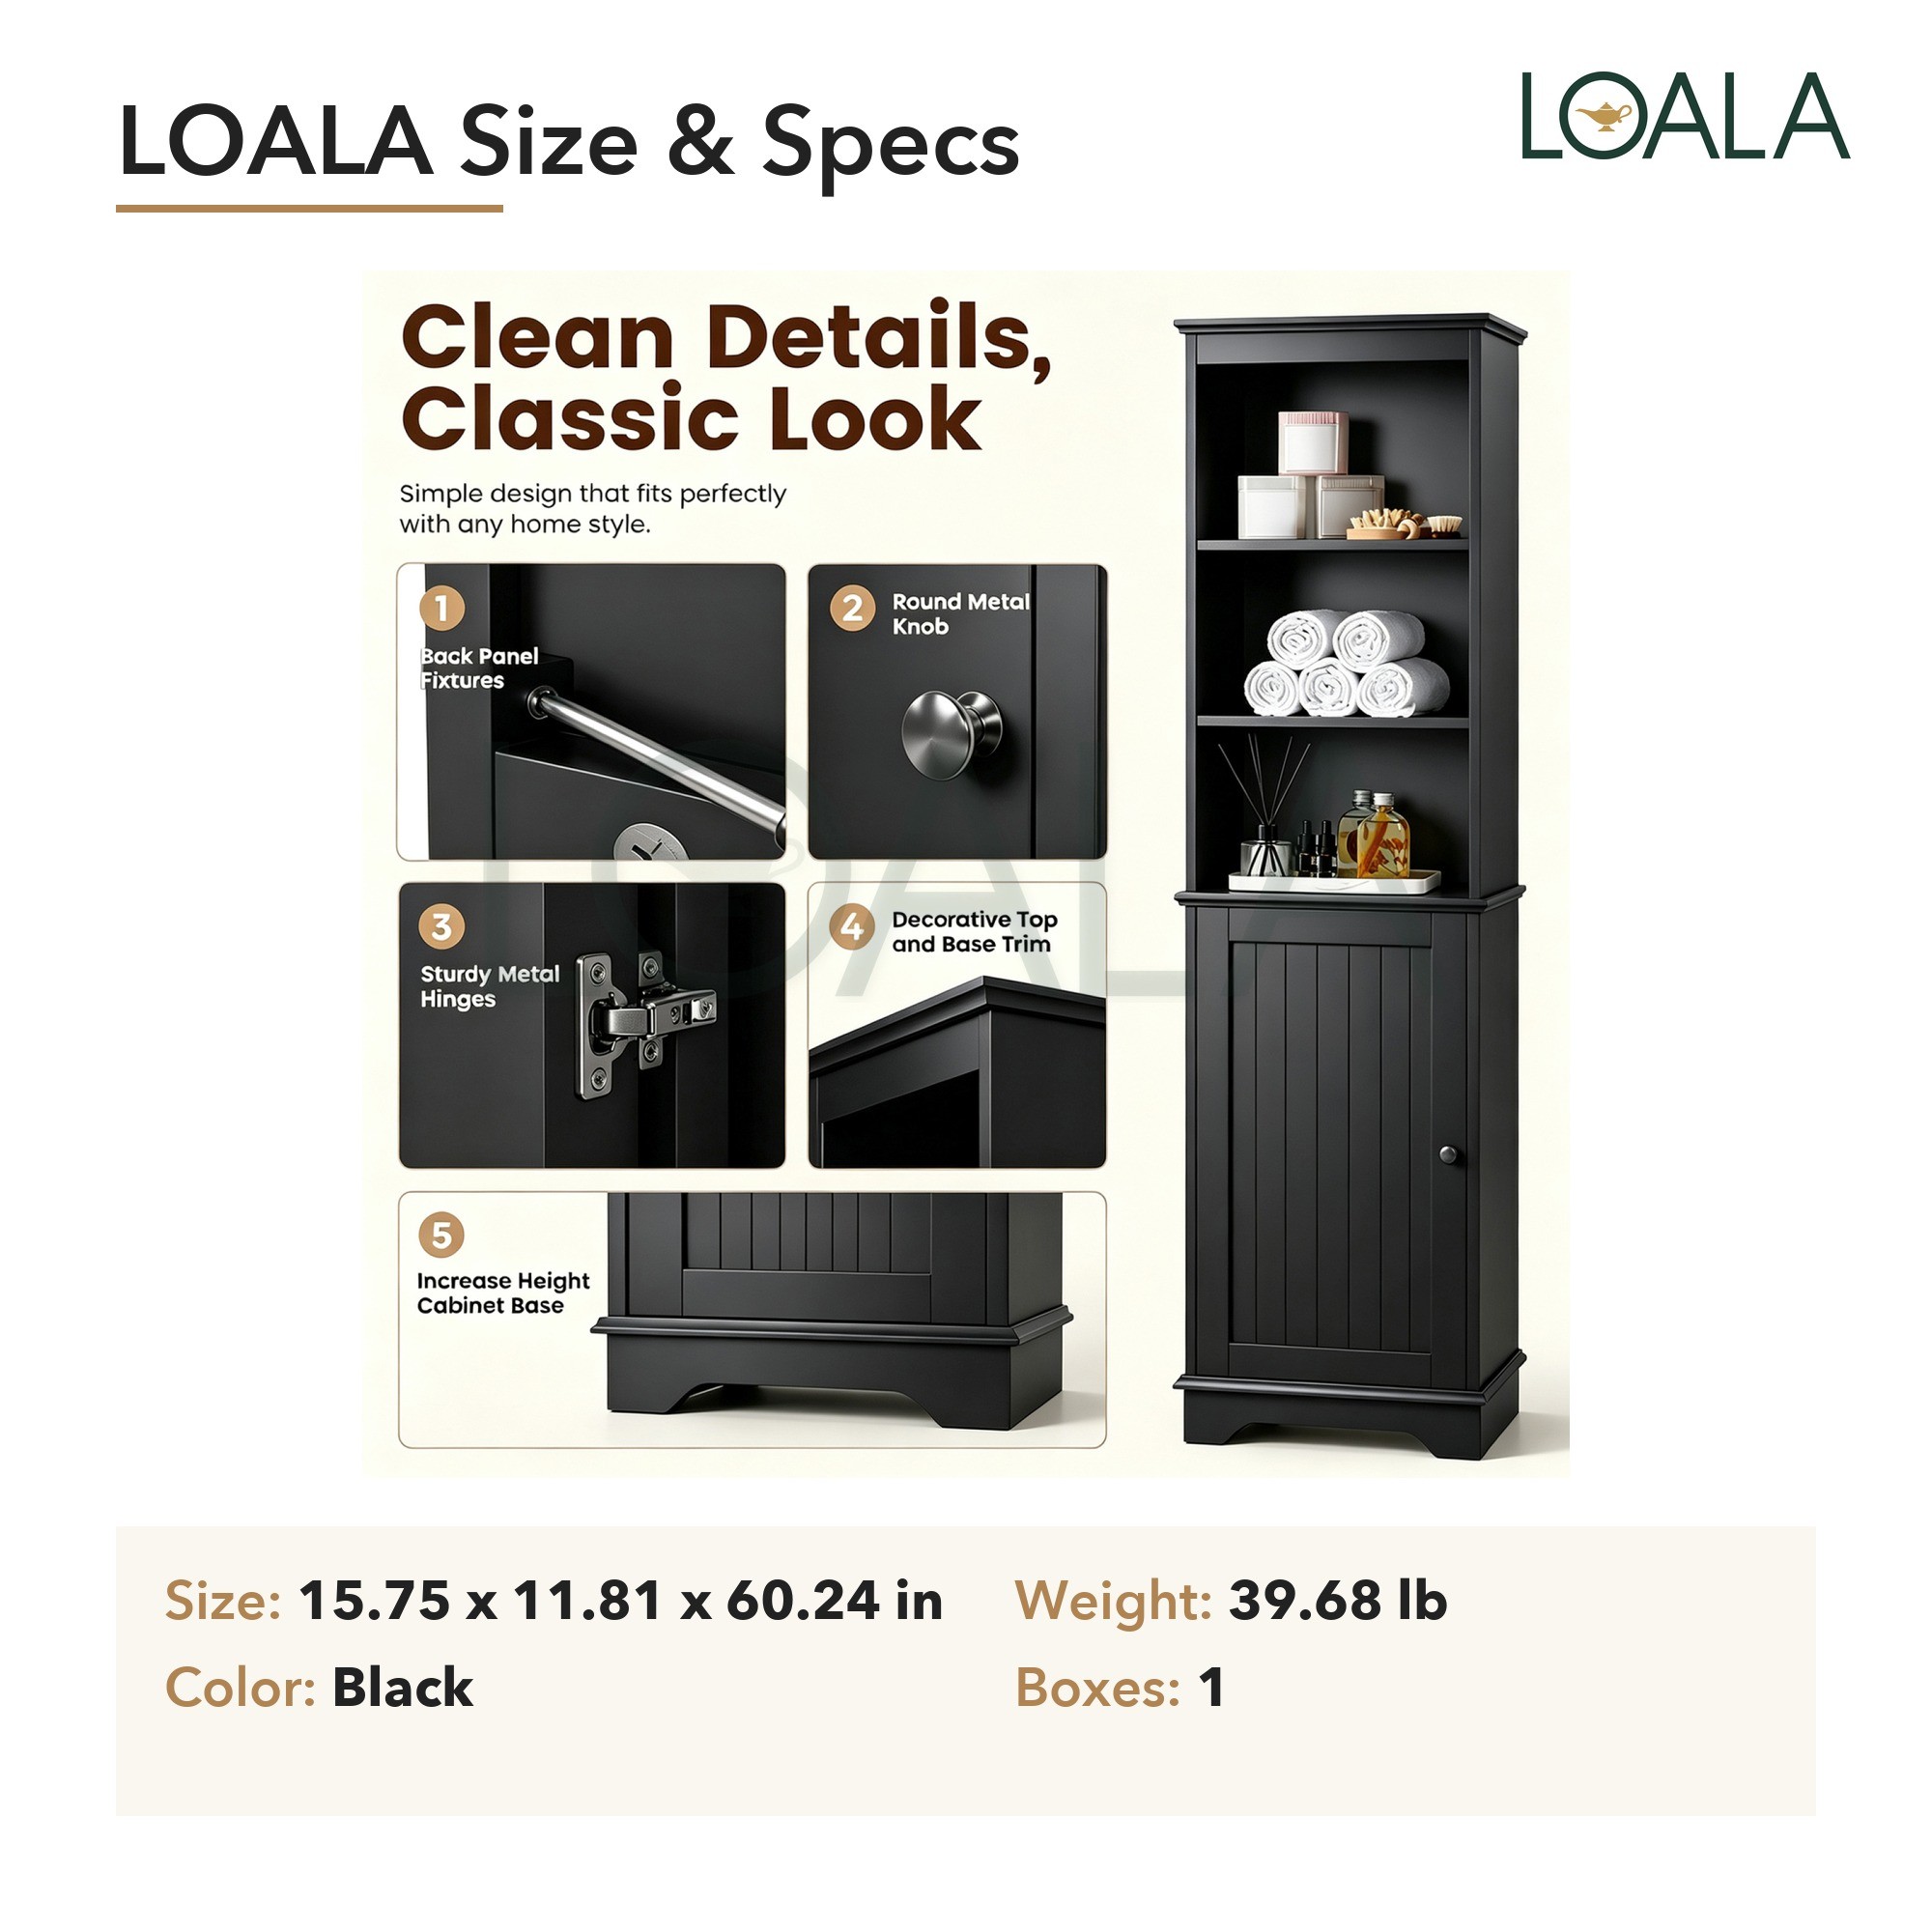 LOALA Size & Specs
LOALA
Clean Details,
Classic Look
Simple design that fits perfectly
with any home style.
1
Back Panel
Fixtures
2
Round Metal
Knob
3
Sturdy Metal
Hinges
4
Decorative Top
and Base Trim
5
Increase Height
Cabinet Base
LOALA
Size: 15.75 x 11.81 x 60.24 in
Weight: 39.68 lb
Color: Black
Boxes: 1